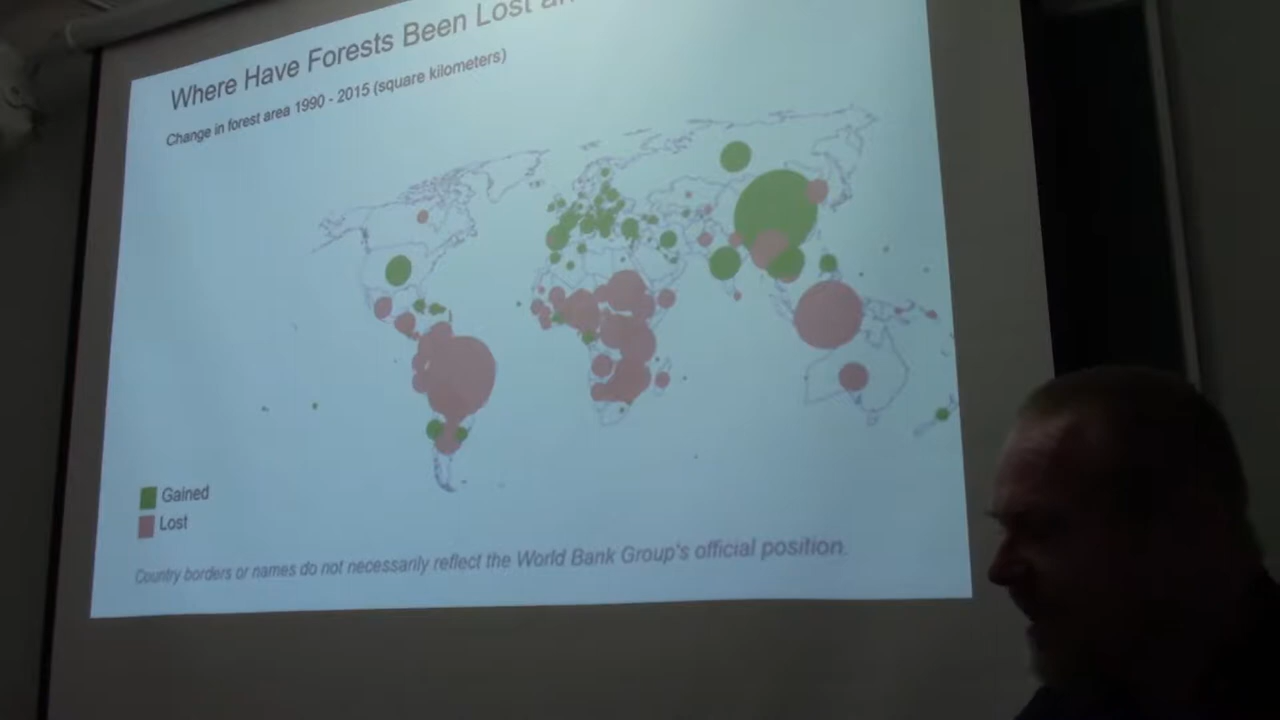 Where Have Forests Been Lost an
Change in forest area 1990 - 2015 (square kilometers)
Gained
Lost
Country borders or names do not necessarily reflect the World Bank Group's official position.